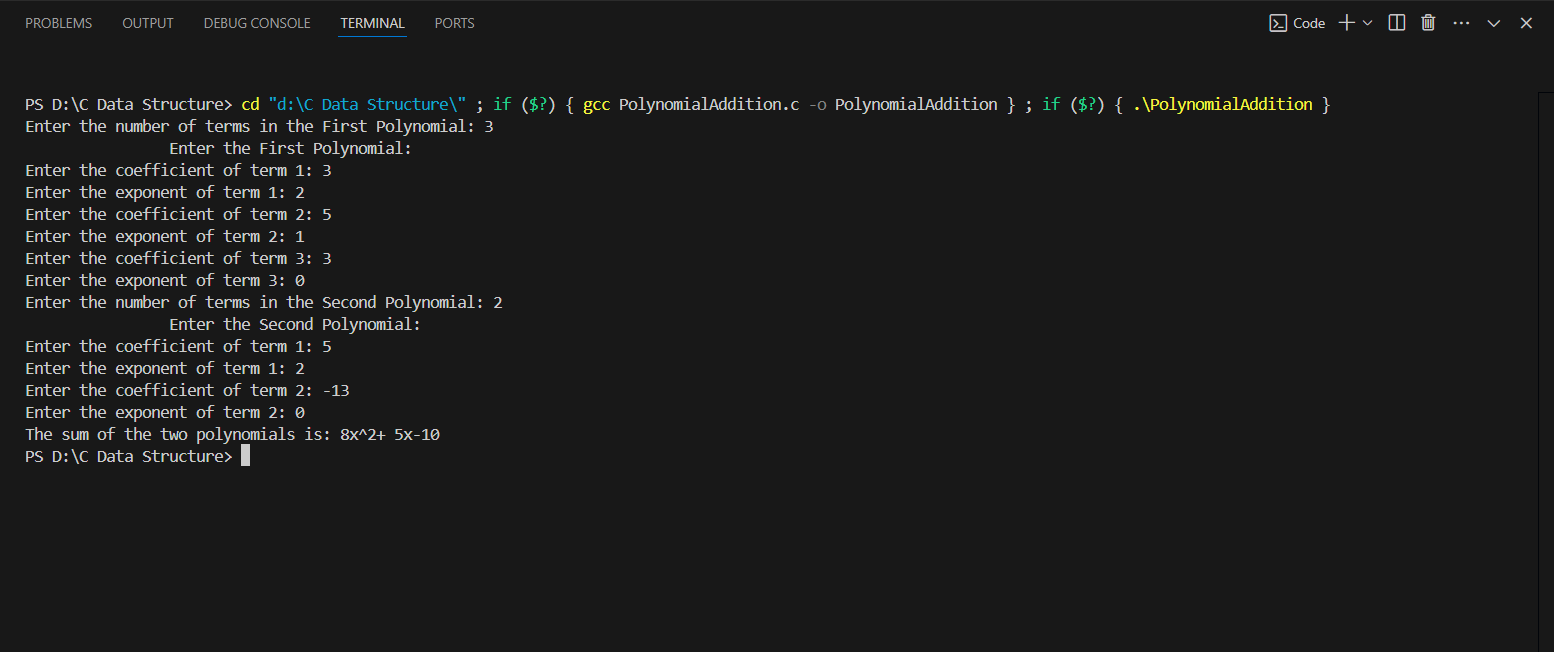 PROBLEMS OUTPUT DEBUG CONSOLE TERMINAL PORTS Code
PS D:\C Data Structure> cd "d:\C Data Structure\" ; if ($?) { gcc PolynomialAddition.c -o PolynomialAddition } ; if ($?) { .\PolynomialAddition }
Enter the number of terms in the First Polynomial: 3
Enter the First Polynomial:
Enter the coefficient of term 1: 3
Enter the exponent of term 1: 2
Enter the coefficient of term 2: 5
Enter the exponent of term 2: 1
Enter the coefficient of term 3: 3
Enter the exponent of term 3: 0
Enter the number of terms in the Second Polynomial: 2
Enter the Second Polynomial:
Enter the coefficient of term 1: 5
Enter the exponent of term 1: 2
Enter the coefficient of term 2: -13
Enter the exponent of term 2: 0
The sum of the two polynomials is: 8x^2+ 5x-10
PS D:\C Data Structure>